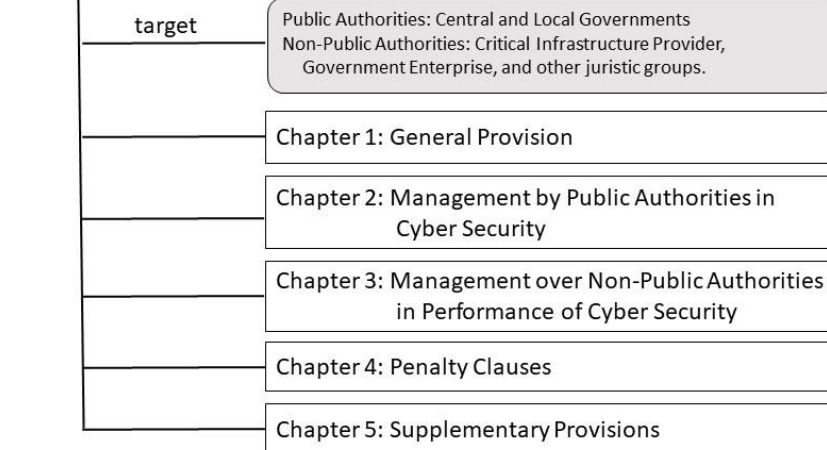 target
Public Authorities: Central and Local Governments
Non-Public Authorities: Critical Infrastructure Provider,
Government Enterprise, and other juristic groups.
Chapter 1: General Provision
Chapter 2: Management by Public Authorities in
Cyber Security
Chapter 3: Management over Non-Public Authorities
in Performance of Cyber Security
Chapter 4: Penalty Clauses
Chapter 5: Supplementary Provisions